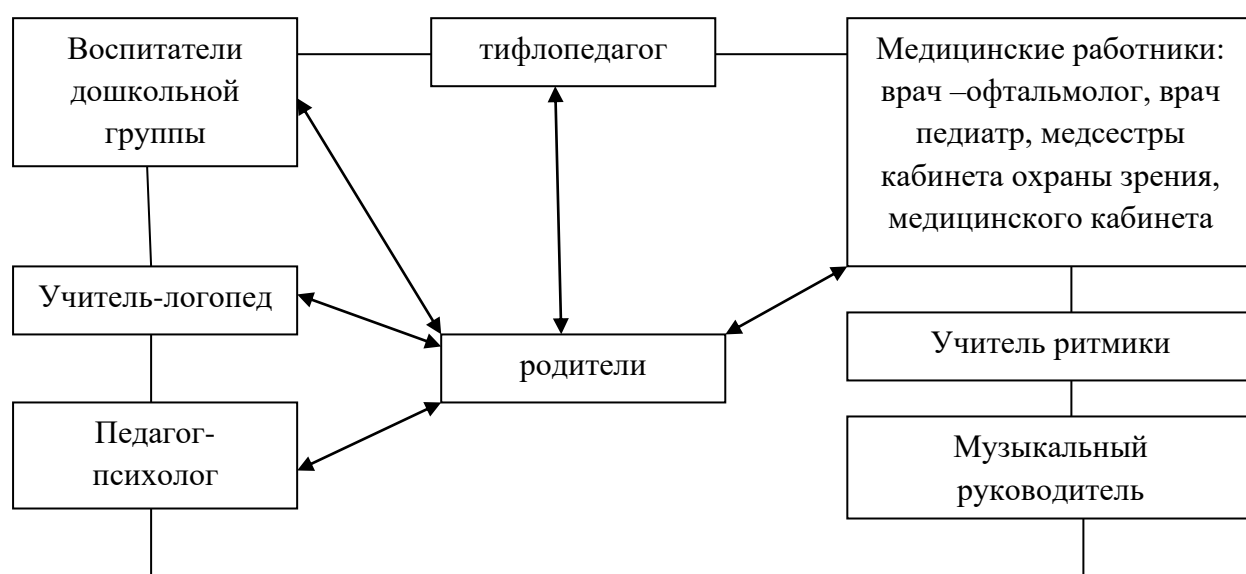 Воспитатели
дошкольной
группы
тифлопедагог
Медицинские работники:
врач –офтальмолог, врач
педиатр, медсестры
кабинета охраны зрения,
медицинского кабинета
Учитель-логопед
родители
Учитель ритмики
Педагог-
психолог
Музыкальный
руководитель